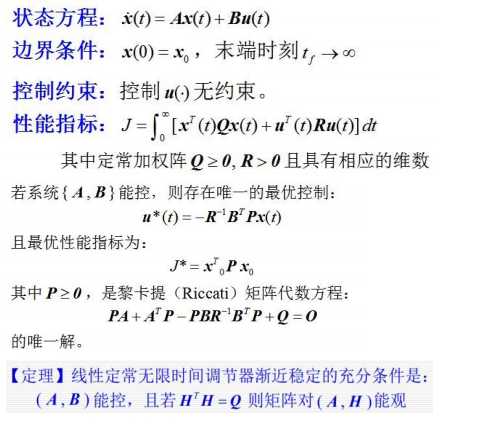 状态方程：ẋ(t) = Ax(t) + Bu(t)
边界条件：x(0) = x₀，末端时刻 t_f → ∞
控制约束：控制 u(·) 无约束。
性能指标：J = ∫₀^∞ [xᵀ(t)Qx(t) + uᵀ(t)Ru(t)]dt
其中定常加权阵 Q ≥ 0, R > 0 且具有相应的维数
若系统{ A , B }能控，则存在唯一的最优控制：
u*(t) = −R⁻¹BᵀPx(t)
且最优性能指标为：
J* = xᵀ₀P x₀
其中 P ≥ 0，是黎卡提（Riccati）矩阵代数方程：
PA + AᵀP − PBR⁻¹BᵀP + Q = O
的唯一解。
【定理】线性定常无限时间调节器渐近稳定的充分条件是：
( A , B )能控，且若 HᵀH = Q 则矩阵对( A , H )能观